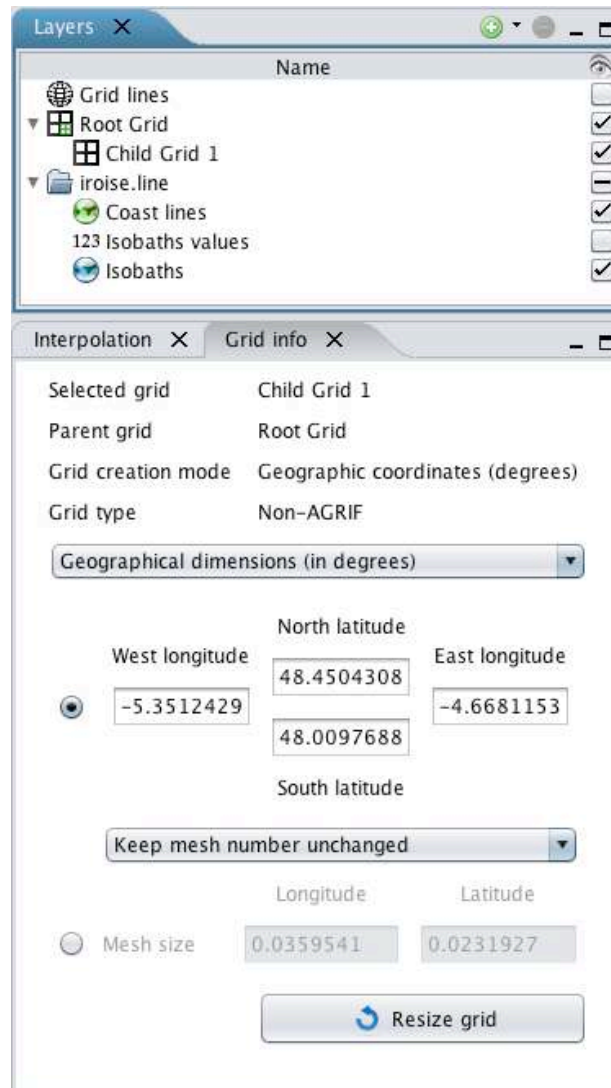 Layers
Name
Grid lines
Root Grid
Child Grid 1
iroise.line
Coast lines
123 Isobaths values
Isobaths
Interpolation Grid info
Selected grid Child Grid 1
Parent grid Root Grid
Grid creation mode Geographic coordinates (degrees)
Grid type Non-AGRIF
Geographical dimensions (in degrees)
North latitude
West longitude East longitude
48.4504308
-5.3512429 -4.6681153
48.0097688
South latitude
Keep mesh number unchanged
Longitude Latitude
Mesh size 0.0359541 0.0231927
Resize grid